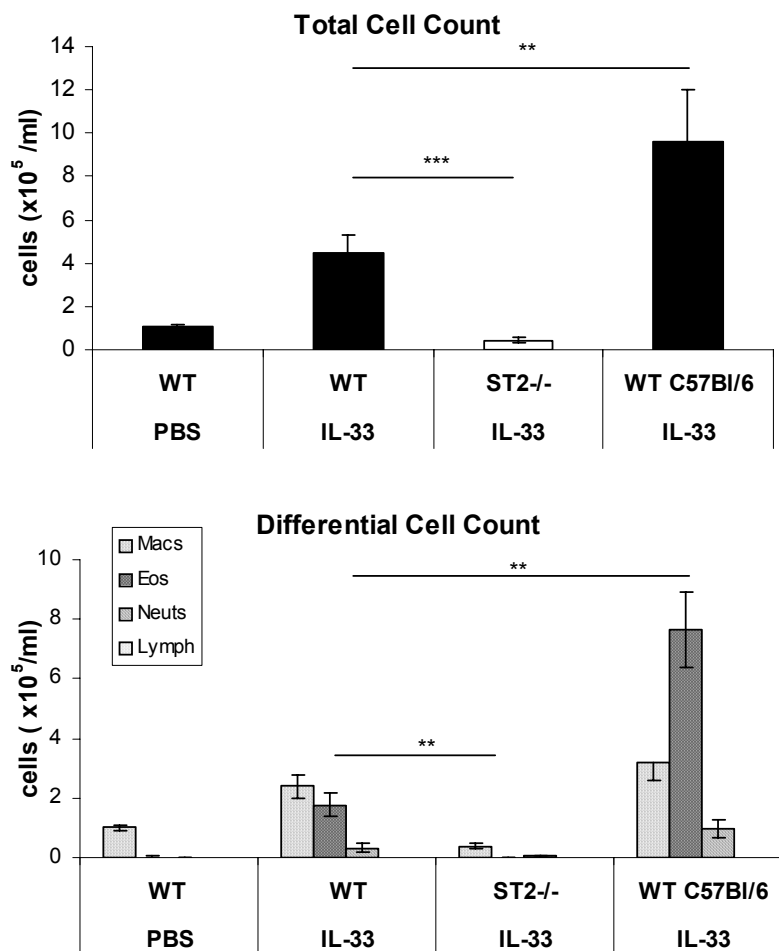 Total Cell Count
14
12
10
8
6
4
2
0
cells (x10⁵ /ml)
**
***
WT WT ST2-/- WT C57Bl/6
PBS IL-33 IL-33 IL-33
Differential Cell Count
Macs
Eos
Neuts
Lymph
10
8
6
4
2
0
cells ( x10⁵/ml)
**
**
WT WT ST2-/- WT C57Bl/6
PBS IL-33 IL-33 IL-33